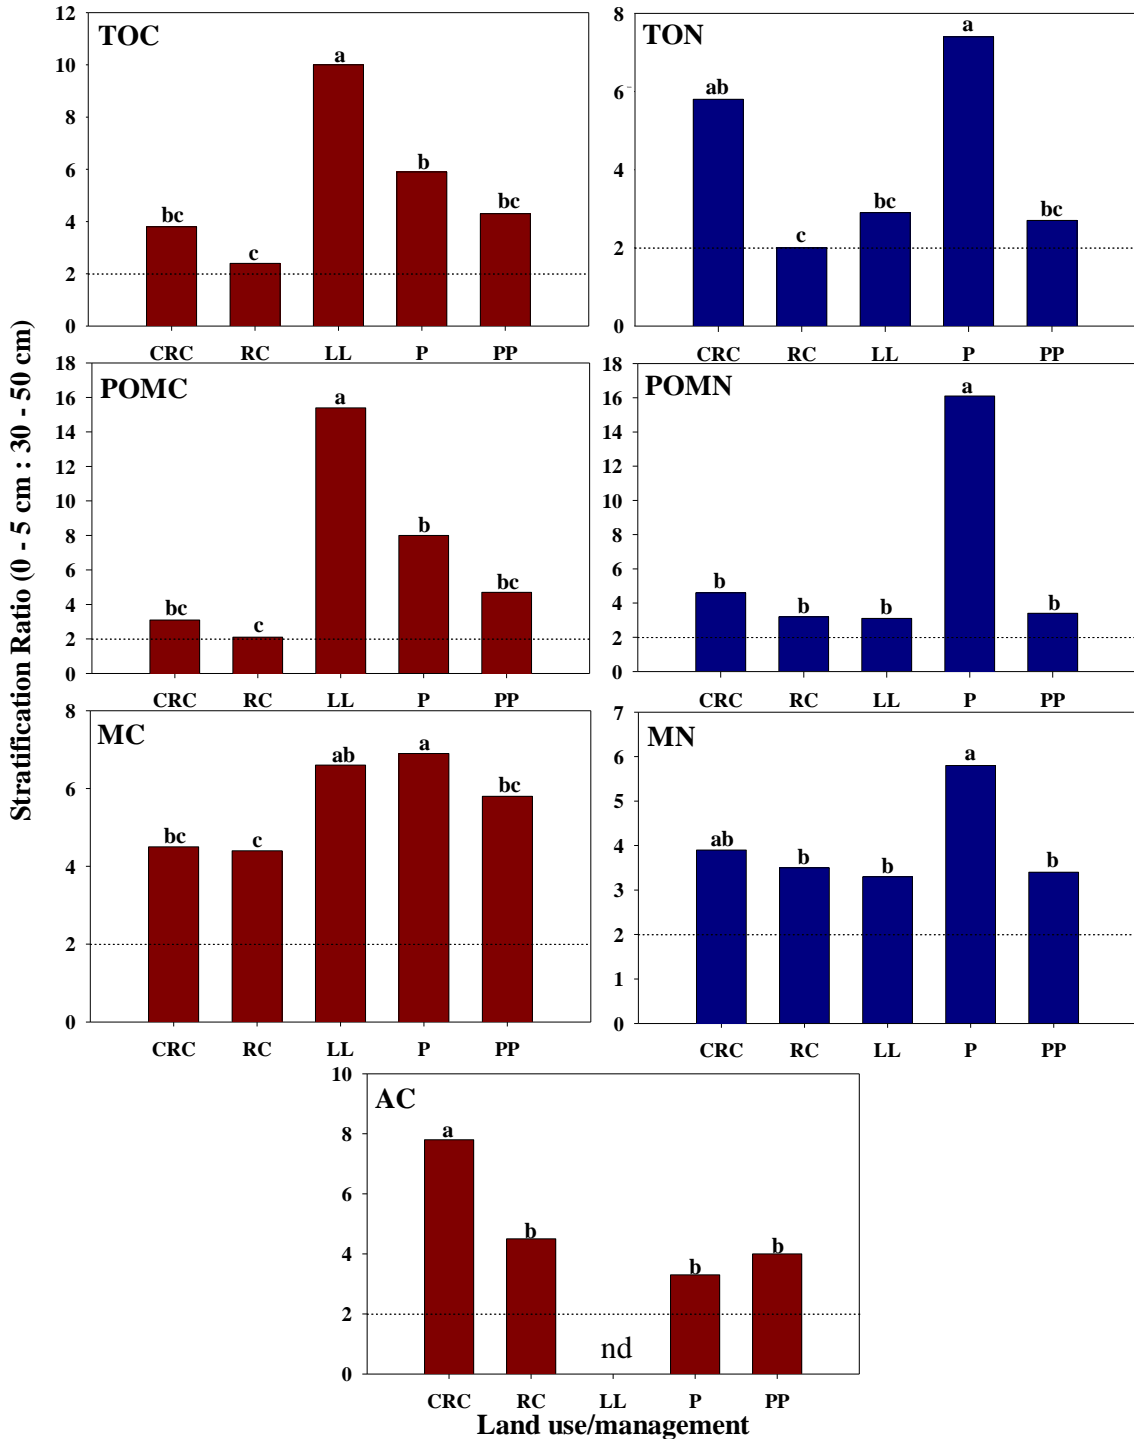 Stratification Ratio (0 - 5 cm : 30 - 50 cm)
TOC
12
10
8
6
4
2
0
bc
c
a
b
bc
CRC RC LL P PP
TON
8
6
4
2
0
ab
c
bc
a
bc
CRC RC LL P PP
POMC
18
16
14
12
10
8
6
4
2
0
bc
c
a
b
bc
CRC RC LL P PP
POMN
18
16
14
12
10
8
6
4
2
0
b
b
b
a
b
CRC RC LL P PP
MC
8
6
4
2
0
bc
c
ab
a
bc
CRC RC LL P PP
MN
7
6
5
4
3
2
1
0
ab
b
b
a
b
CRC RC LL P PP
AC
10
8
6
4
2
0
a
b
nd
b
b
CRC RC LL P PP
Land use/management